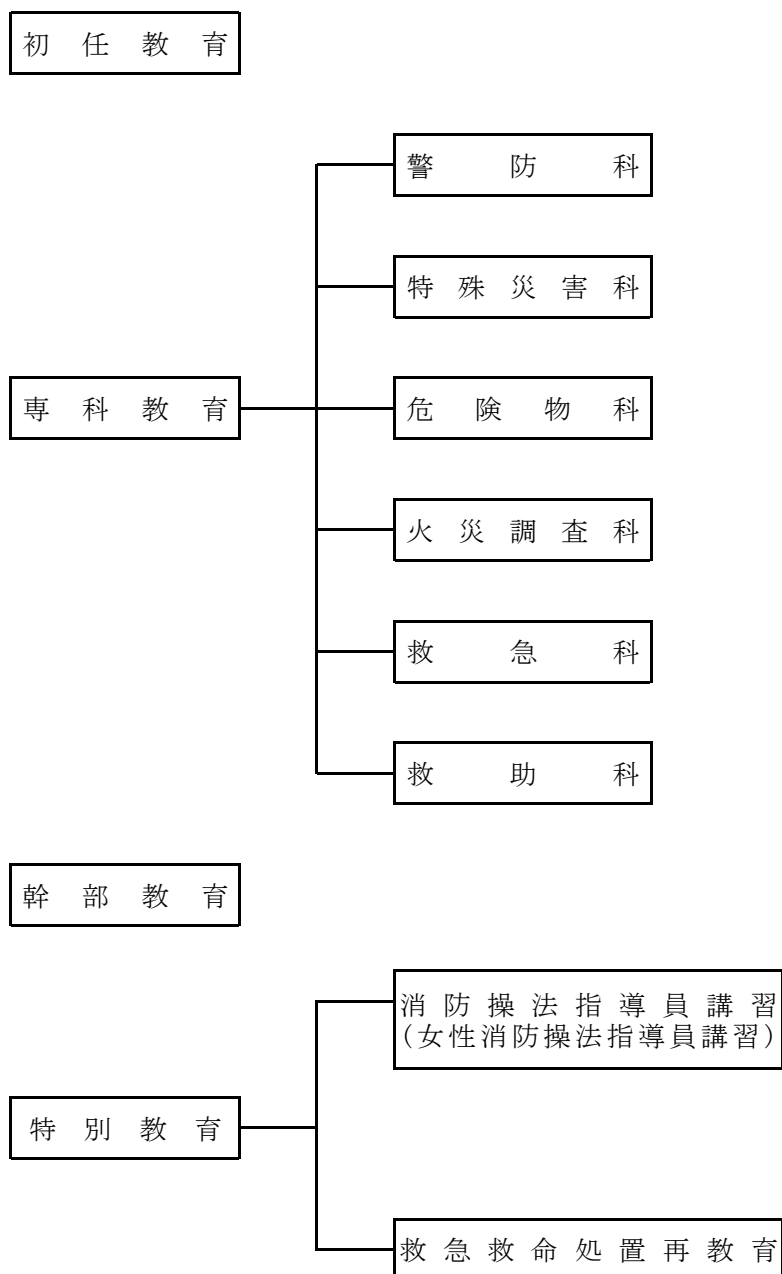 初任教育
警防科
特殊災害科
専科教育
危険物科
火災調査科
救急科
救助科
幹部教育
消防操法指導員講習
(女性消防操法指導員講習)
特別教育
救急救命処置再教育